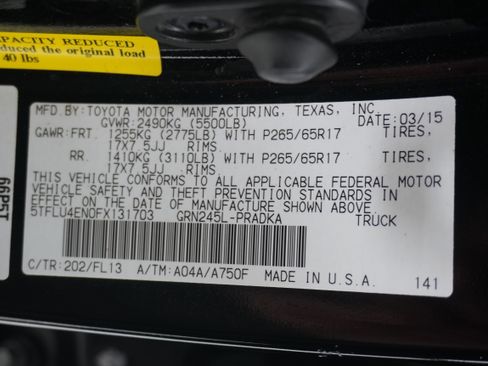 CAPACITY REDUCED
duced the original load
40 lbs
MFD BY: TOYOTA MOTOR MANUFACTURING, TEXAS, INC.
GVWR: 2490KG (5500LB) DATE: 03/15
GAWR: FRT. 1255KG (2775LB) WITH P265/65R17 TIRES,
17X7.5JJ RIMS.
RR. 1410KG (3110LB) WITH P265/65R17 TIRES,
17X7.5JJ RIMS.
THIS VEHICLE CONFORMS TO ALL APPLICABLE FEDERAL MOTOR
VEHICLE SAFETY AND THEFT PREVENTION STANDARDS IN
EFFECT ON THE DATE OF MANUFACTURE SHOWN ABOVE.
5TFLU4EN0FX131703 GRN245L-PRADKA TRUCK
C/TR: 202/FL13 A/TM: A04A/A750F MADE IN U.S.A. 141